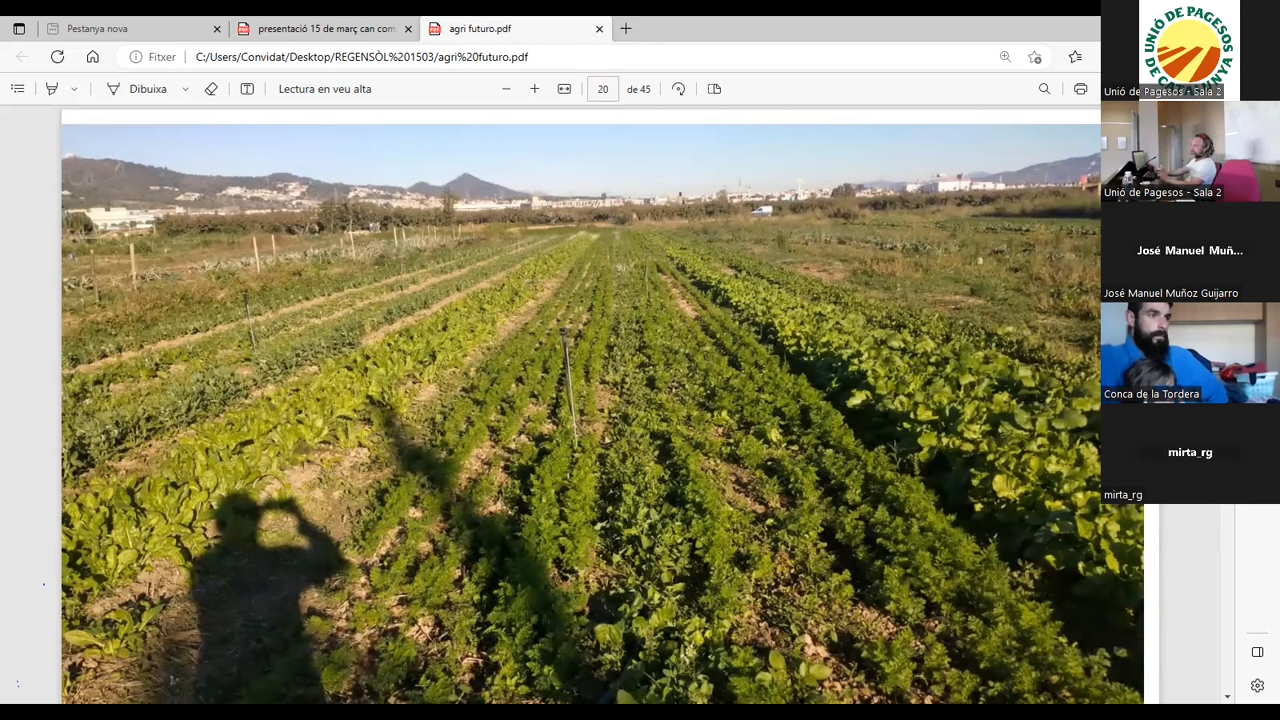 Pestanya nova
presentació 15 de març can com
agri futuro.pdf
Fitxer
C:/Users/Convidat/Desktop/REGENSÒL%201503/agri%20futuro.pdf
Dibuixa
Lectura en veu alta
20
de 45
UNIÓ DE PAGESOS
DE CATALUNYA
Unió de Pagesos - Sala 2
Unió de Pagesos - Sala 2
José Manuel Muñ...
José Manuel Muñoz Guijarro
Conca de la Tordera
mirta_rg
mirta_rg